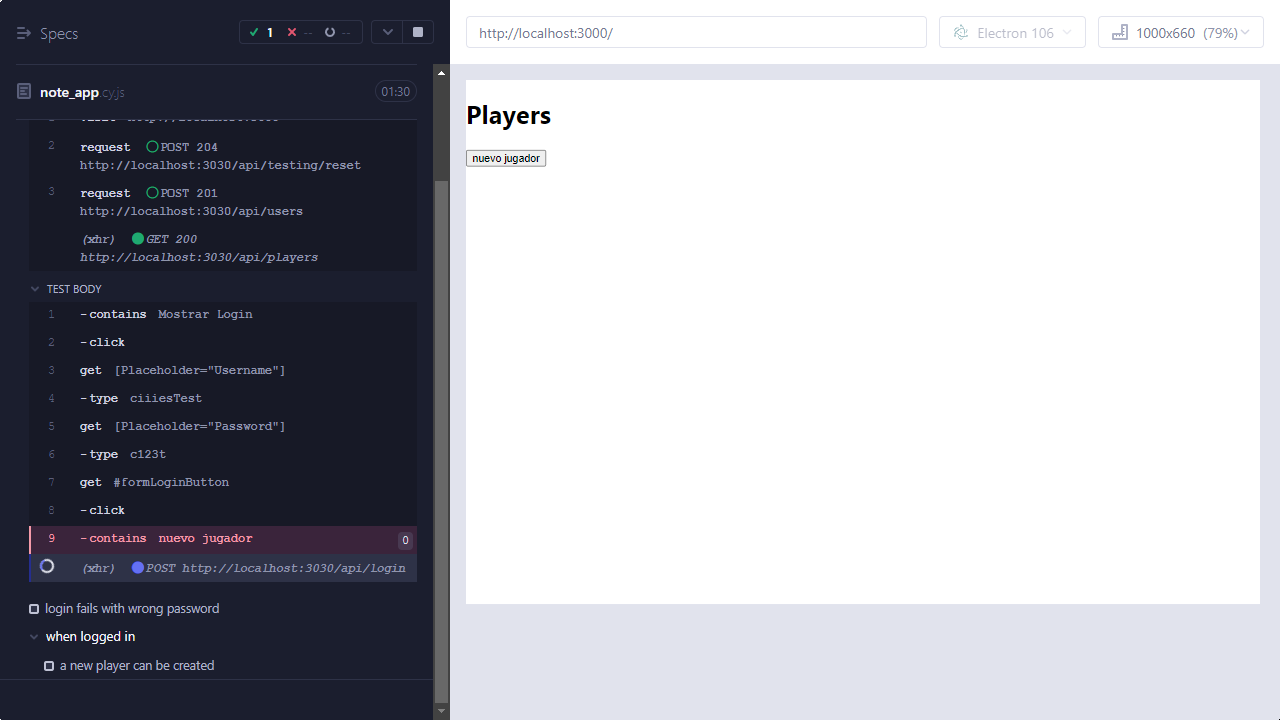 Specs
1
--
--
note_app.cy.js
01:30
2 request POST 204
http://localhost:3030/api/testing/reset
3 request POST 201
http://localhost:3030/api/users
(xhr) GET 200
http://localhost:3030/api/players
TEST BODY
1 -contains Mostrar Login
2 -click
3 get [Placeholder="Username"]
4 -type ciiiesTest
5 get [Placeholder="Password"]
6 -type c123t
7 get #formLoginButton
8 -click
9 -contains nuevo jugador 0
(xhr) POST http://localhost:3030/api/login
login fails with wrong password
when logged in
a new player can be created
http://localhost:3000/
Electron 106
1000x660 (79%)
Players
nuevo jugador